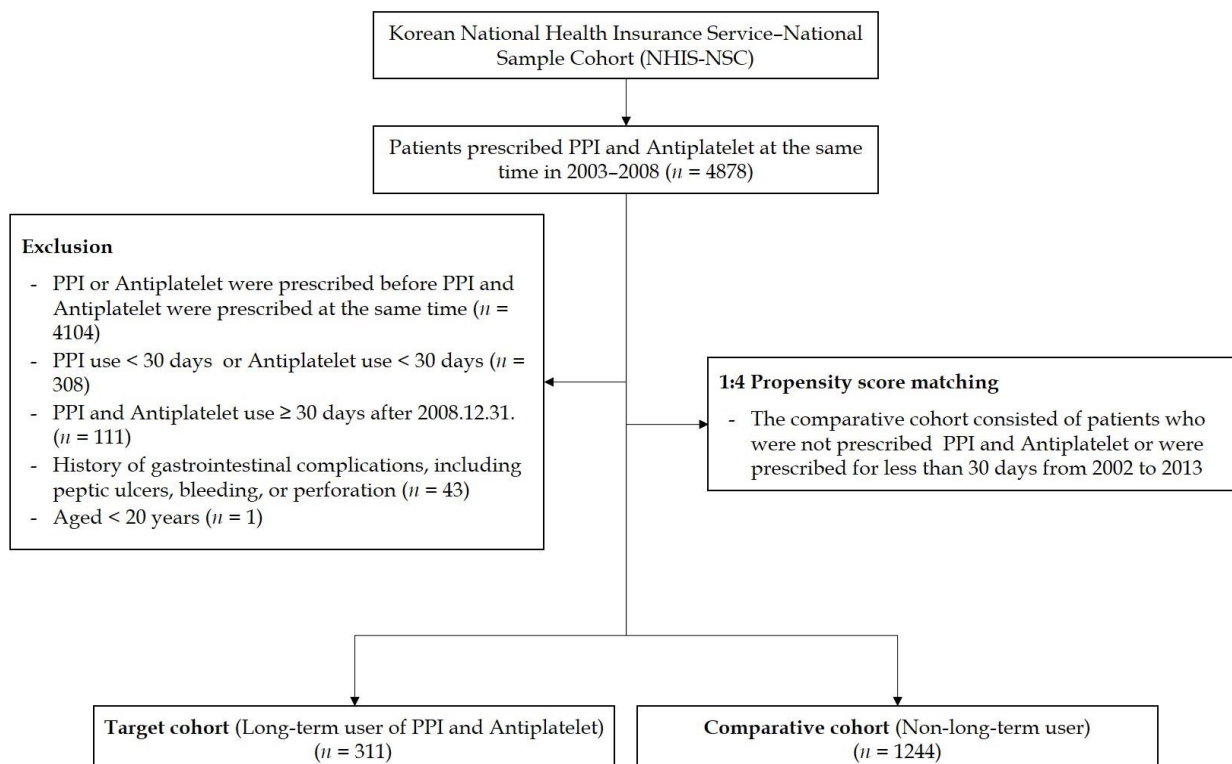 Korean National Health Insurance Service–National
Sample Cohort (NHIS-NSC)
Patients prescribed PPI and Antiplatelet at the same
time in 2003–2008 (n = 4878)
Exclusion
- PPI or Antiplatelet were prescribed before PPI and
Antiplatelet were prescribed at the same time (n =
4104)
- PPI use < 30 days or Antiplatelet use < 30 days (n =
308)
- PPI and Antiplatelet use ≥ 30 days after 2008.12.31.
(n = 111)
- History of gastrointestinal complications, including
peptic ulcers, bleeding, or perforation (n = 43)
- Aged < 20 years (n = 1)
1:4 Propensity score matching
- The comparative cohort consisted of patients who
were not prescribed PPI and Antiplatelet or were
prescribed for less than 30 days from 2002 to 2013
Target cohort (Long-term user of PPI and Antiplatelet)
(n = 311)
Comparative cohort (Non-long-term user)
(n = 1244)